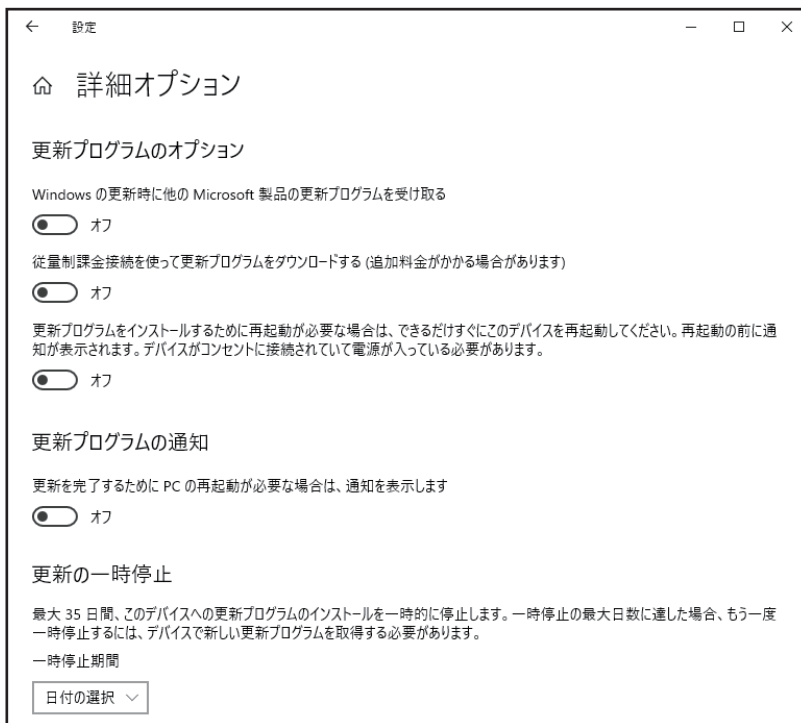 設定
詳細オプション
更新プログラムのオプション
Windows の更新時に他の Microsoft 製品の更新プログラムを受け取る
オフ
従量制課金接続を使って更新プログラムをダウンロードする (追加料金がかかる場合があります)
オフ
更新プログラムをインストールするために再起動が必要な場合は、できるだけすぐにこのデバイスを再起動してください。再起動の前に通
知が表示されます。デバイスがコンセントに接続されていて電源が入っている必要があります。
オフ
更新プログラムの通知
更新を完了するために PC の再起動が必要な場合は、通知を表示します
オフ
更新の一時停止
最大 35 日間、このデバイスへの更新プログラムのインストールを一時的に停止します。一時停止の最大日数に達した場合、もう一度
一時停止するには、デバイスで新しい更新プログラムを取得する必要があります。
一時停止期間
日付の選択